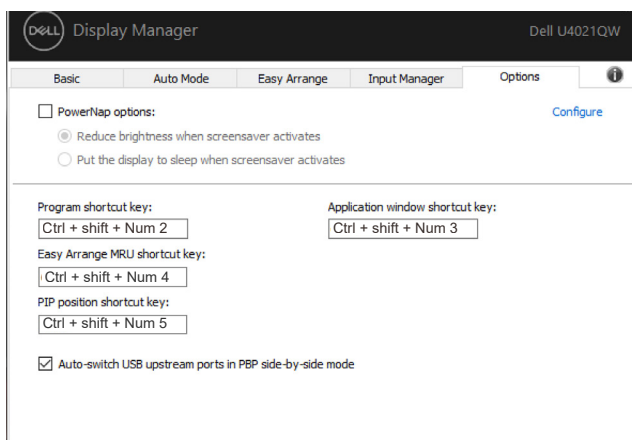 DELL Display Manager Dell U4021QW
Basic Auto Mode Easy Arrange Input Manager Options i
PowerNap options: Configure
Reduce brightness when screensaver activates
Put the display to sleep when screensaver activates
Program shortcut key: Application window shortcut key:
Ctrl + shift + Num 2 Ctrl + shift + Num 3
Easy Arrange MRU shortcut key:
Ctrl + shift + Num 4
PIP position shortcut key:
Ctrl + shift + Num 5
Auto-switch USB upstream ports in PBP side-by-side mode